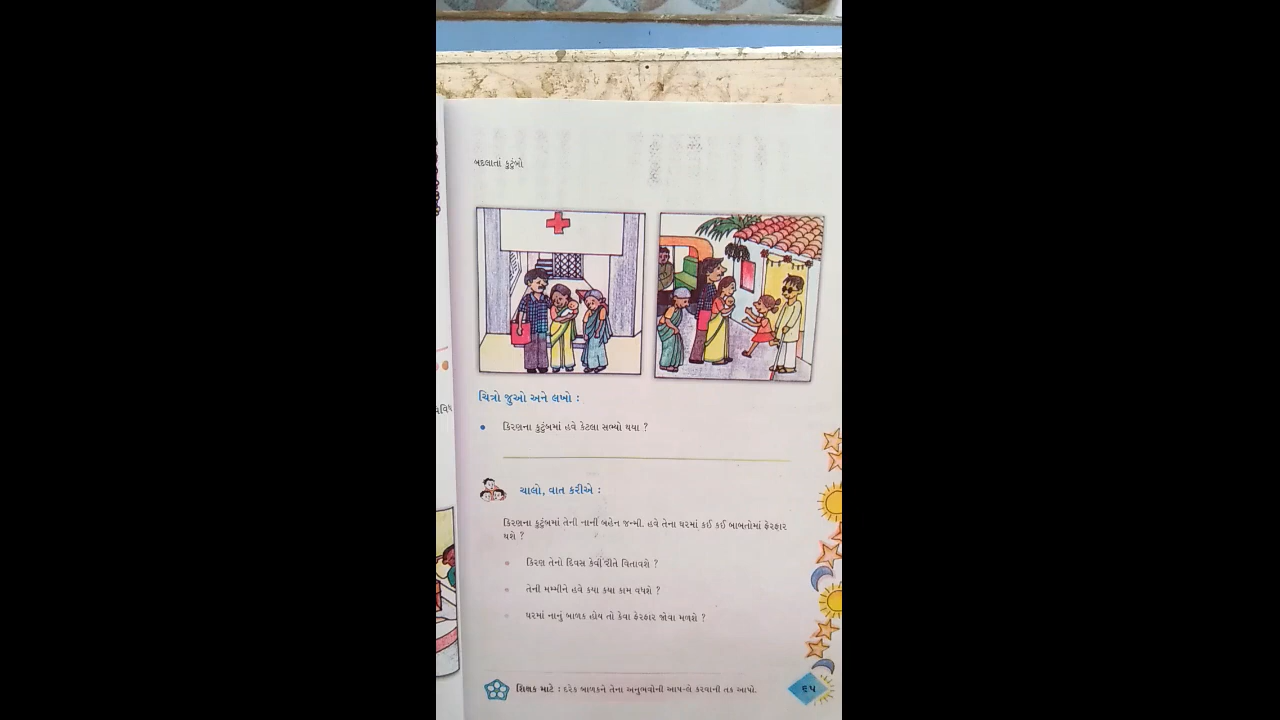 બદલાતાં કુટુંબો
ચિત્રો જુઓ અને લખો :
કિરણના કુટુંબમાં હવે કેટલા સભ્યો થયા ?
ચાલો, વાત કરીએ :
કિરણના કુટુંબમાં તેની નાની બહેન જન્મી. હવે તેના ઘરમાં કઈ કઈ બાબતોમાં ફેરફાર
થશે ?
કિરણ તેનો દિવસ કેવી રીતે વિતાવશે ?
તેની મમ્મીને હવે કયા કયા કામ વધશે ?
ઘરમાં નાનું બાળક હોય તો કેવા ફેરફાર જોવા મળશે ?
શિક્ષક માટે : દરેક બાળકને તેના અનુભવોની આપ-લે કરવાની તક આપો.
૬૫